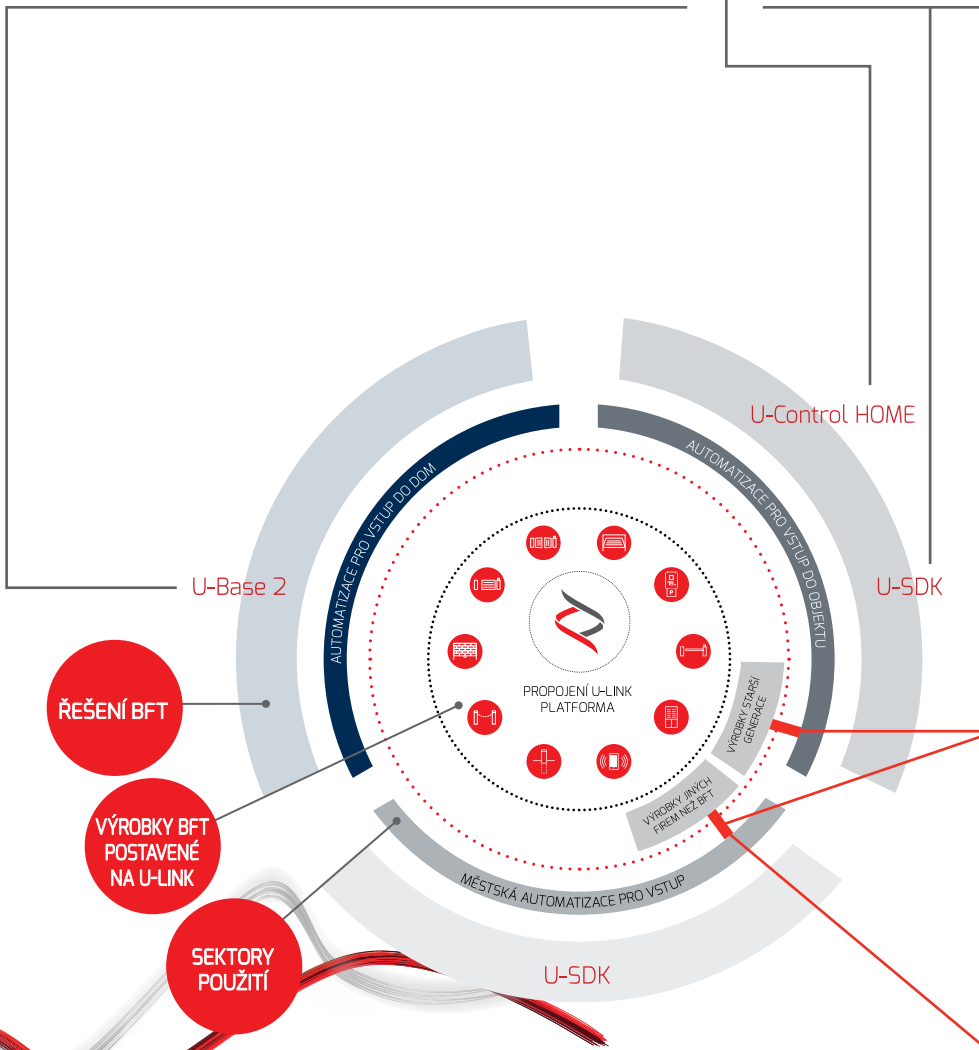 U-Control HOME
AUTOMATIZACE PRO VSTUP DO DOM
AUTOMATIZACE PRO VSTUP DO OBJEKTU
U-Base 2
U-SDK
P
PROPOJENÍ U-LINK
PLATFORMA
ŘEŠENÍ BFT
VÝROBKY STARŠÍ
GENERACE
VÝROBKY JINÝCH
FIREM NEŽ BFT
VÝROBKY BFT
POSTAVENÉ
NA U-LINK
MĚSTSKÁ AUTOMATIZACE PRO VSTUP
SEKTORY
POUŽITÍ
U-SDK